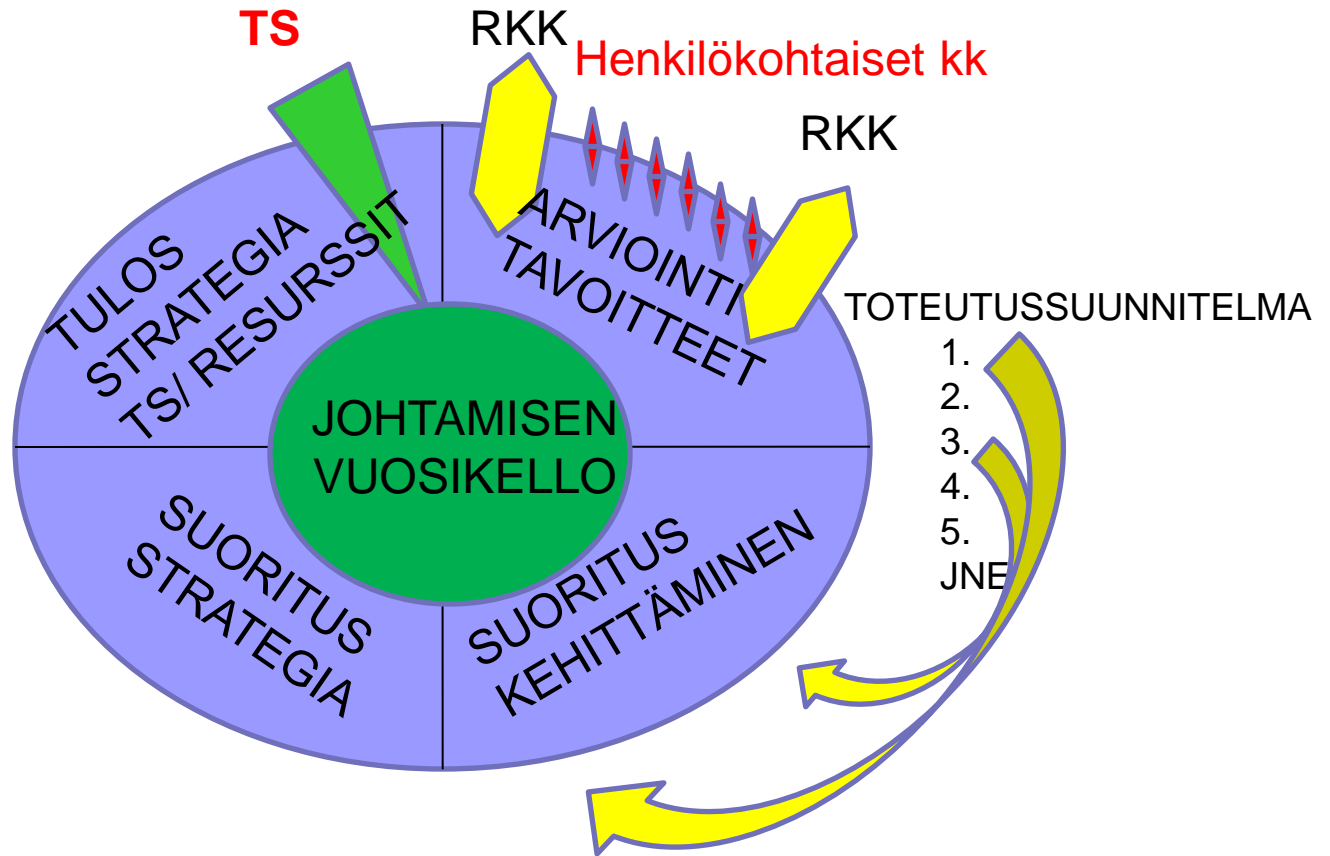 TS
RKK
Henkilökohtaiset kk
RKK
TULOS
STRATEGIA
TS/ RESURSSIT
ARVIOINTI
TAVOITTEET
TOTEUTUSSUUNNITELMA
1.
2.
3.
4.
5.
JNE
JOHTAMISEN
VUOSIKELLO
SUORITUS
STRATEGIA
SUORITUS
KEHITTÄMINEN